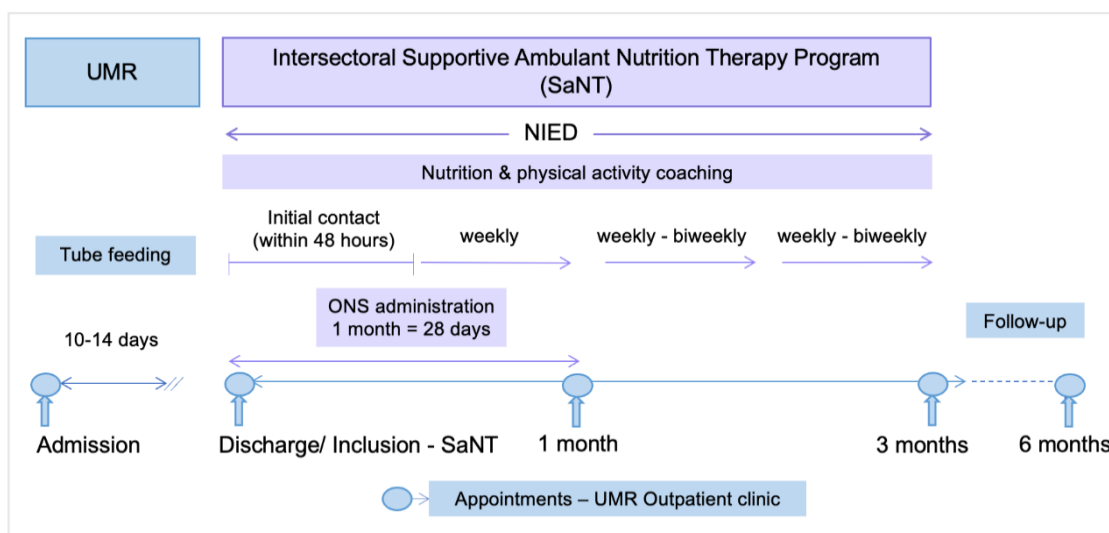 UMR
Intersectoral Supportive Ambulant Nutrition Therapy Program
(SaNT)
NIED
Nutrition & physical activity coaching
Tube feeding
Initial contact
(within 48 hours)
weekly
weekly - biweekly
weekly - biweekly
ONS administration
1 month = 28 days
10-14 days
Follow-up
Admission
Discharge/ Inclusion - SaNT
1 month
3 months
6 months
Appointments – UMR Outpatient clinic